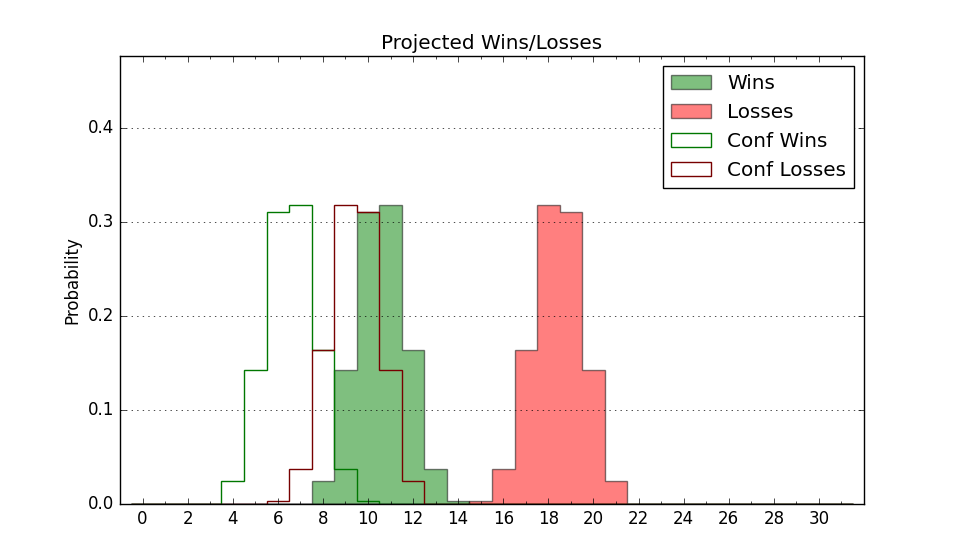 Projected Wins/Losses
Wins
Losses
Conf Wins
Conf Losses
Probability
0.4
0.3
0.2
0.1
0.0
0 2 4 6 8 10 12 14 16 18 20 22 24 26 28 30